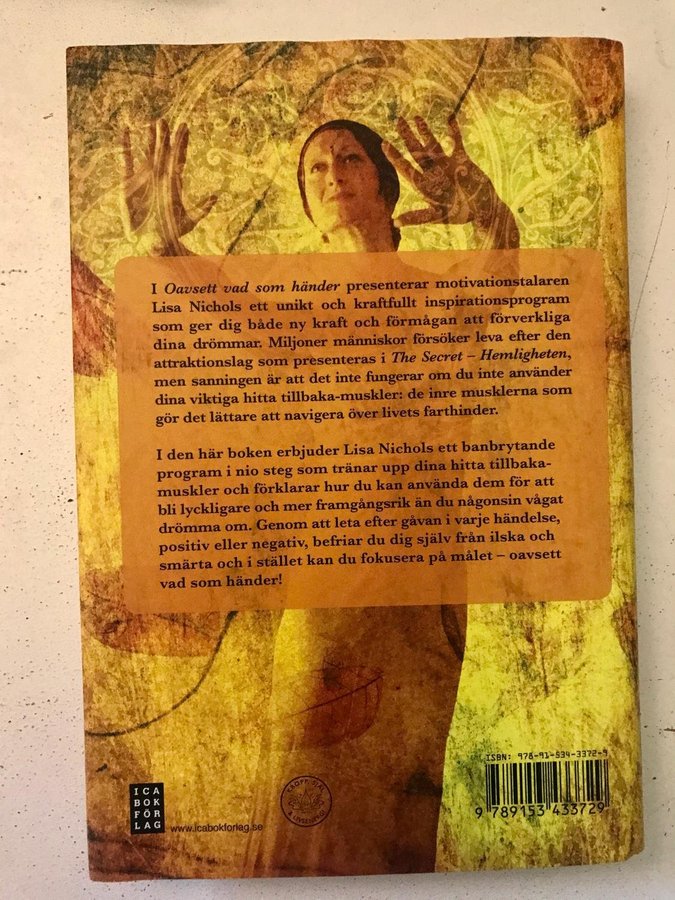 I Oavsett vad som händer presenterar motivationstalaren
Lisa Nichols ett unikt och kraftfullt inspirationsprogram
som ger dig både ny kraft och förmågan att förverkliga
dina drömmar. Miljoner människor försöker leva efter den
attraktionslag som presenteras i The Secret – Hemligheten,
men sanningen är att det inte fungerar om du inte använder
dina viktiga hitta tillbaka-muskler: de inre musklerna som
gör det lättare att navigera över livets farthinder.
I den här boken erbjuder Lisa Nichols ett banbrytande
program i nio steg som tränar upp dina hitta tillbaka-
muskler och förklarar hur du kan använda dem för att
bli lyckligare och mer framgångsrik än du någonsin vågat
drömma om. Genom att leta efter gåvan i varje händelse,
positiv eller negativ, befriar du dig själv från ilska och
smärta och i stället kan du fokusera på målet – oavsett
vad som händer!
ISBN: 978-91-534-3372-9
9 789153 433729
ICA
BOK
FÖR
LAG
www.icabokforlag.se
KROPP SJÄL
& LIVSENERGI